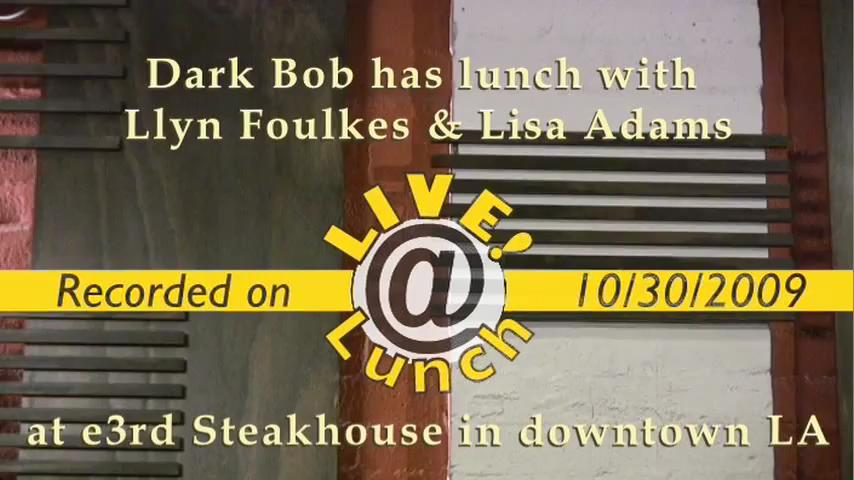 Dark Bob has lunch with
Llyn Foulkes & Lisa Adams
LIVE!
Recorded on @ 10/30/2009
Lunch
at e3rd Steakhouse in downtown LA